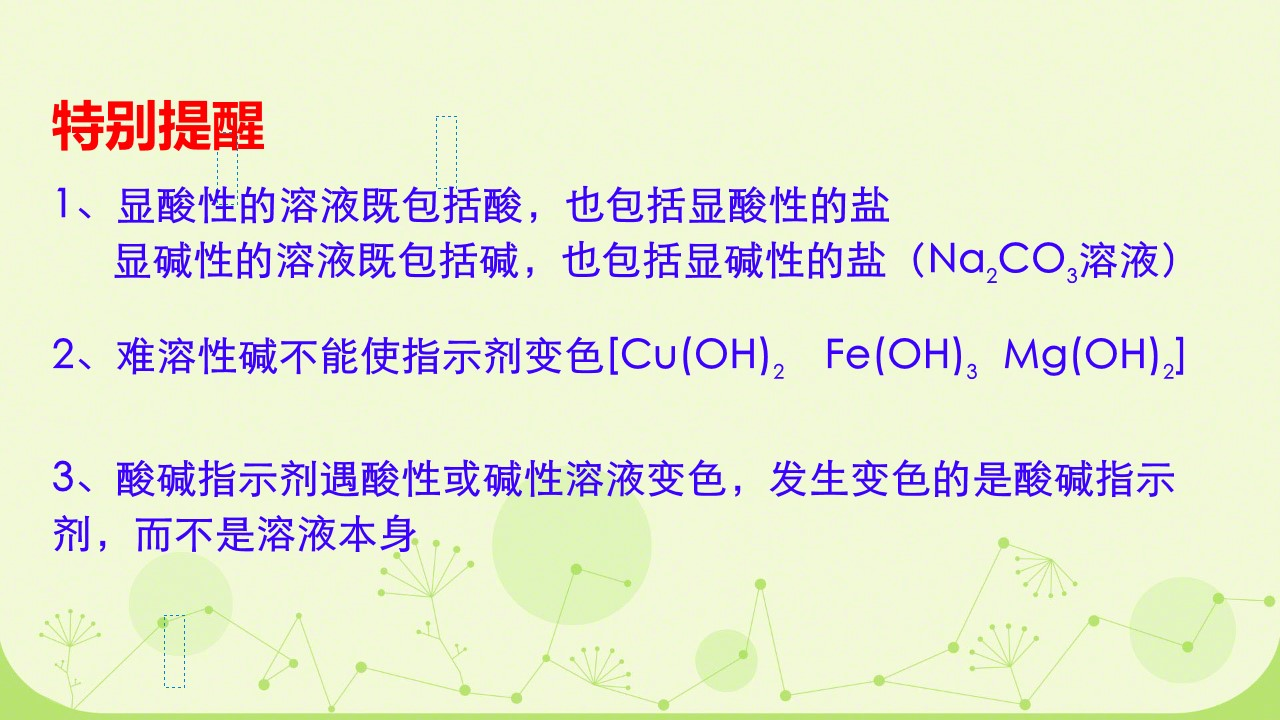 特别提醒
1、显酸性的溶液既包括酸，也包括显酸性的盐
显碱性的溶液既包括碱，也包括显碱性的盐（Na₂CO₃溶液）
2、难溶性碱不能使指示剂变色[Cu(OH)₂ Fe(OH)₃ Mg(OH)₂]
3、酸碱指示剂遇酸性或碱性溶液变色，发生变色的是酸碱指示
剂，而不是溶液本身